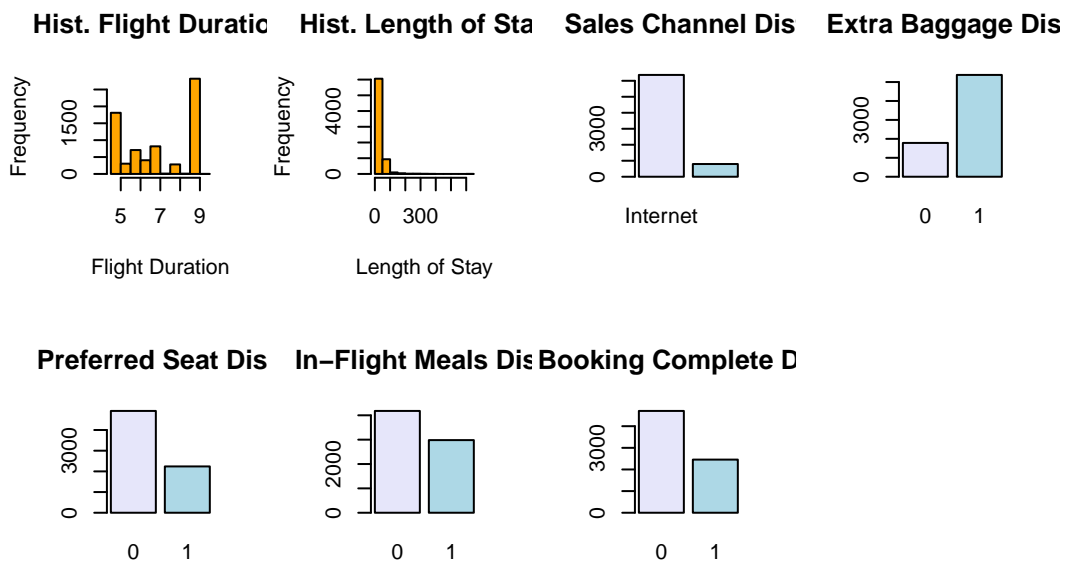 Hist. Flight Duratio
Frequency
0 1500
5 7 9
Flight Duration
Hist. Length of Sta
Frequency
0 4000
0 300
Length of Stay
Sales Channel Dis
0 3000
Internet
Extra Baggage Dis
0 3000
0 1
Preferred Seat Dis
0 3000
0 1
In−Flight Meals Dis
0 2000
0 1
Booking Complete D
0 3000
0 1